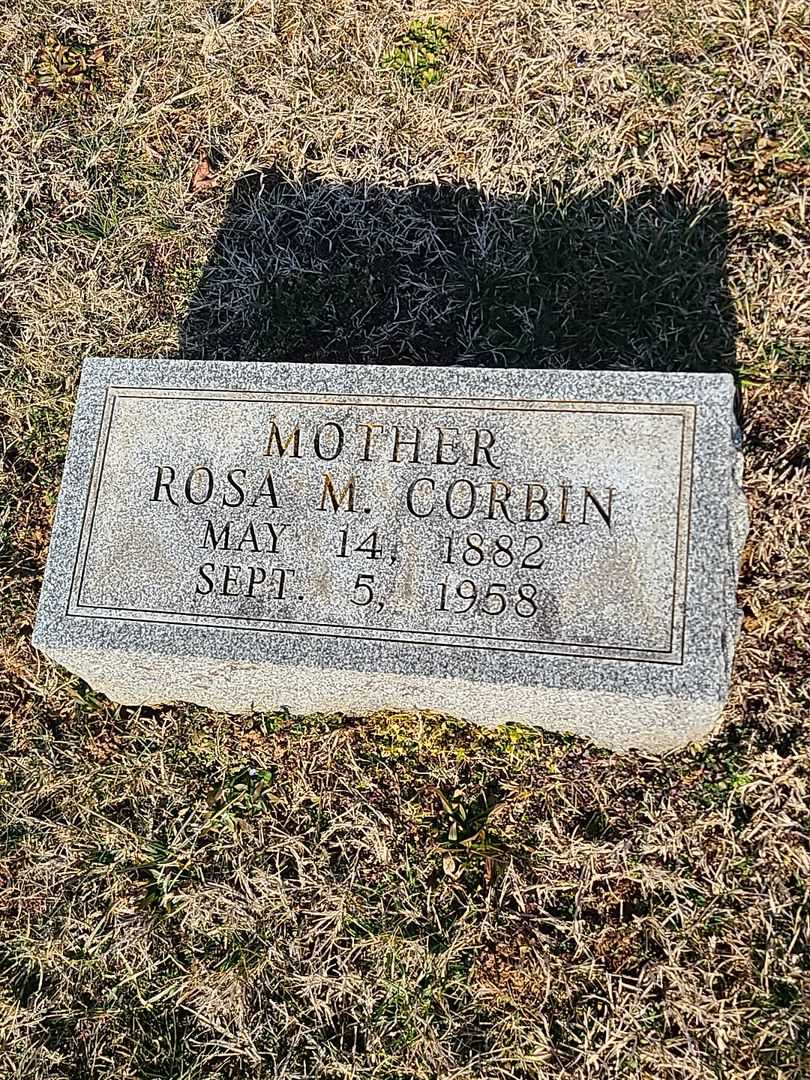 MOTHER
ROSA M. CORBIN
MAY 14, 1882
SEPT. 5, 1958